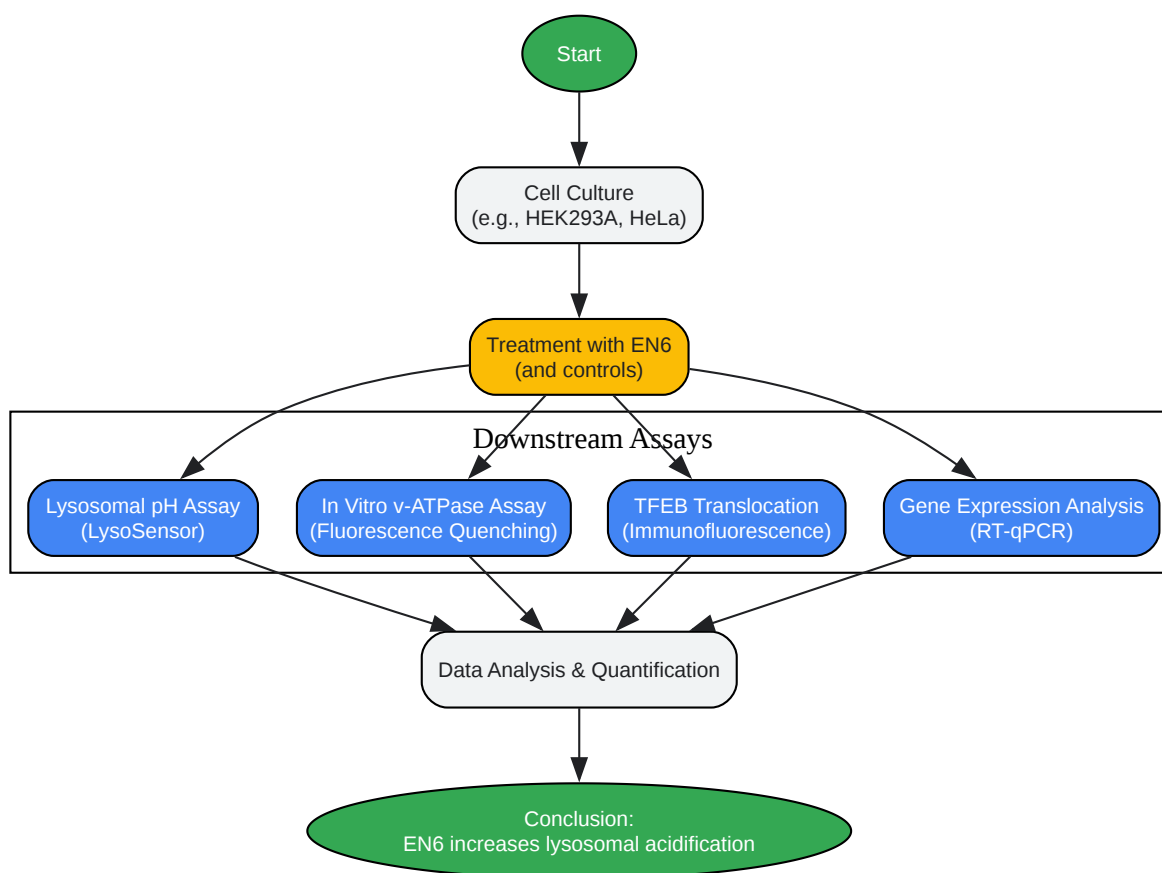 Start
Cell Culture
(e.g., HEK293A, HeLa)
Treatment with EN6
(and controls)
Downstream Assays
Lysosomal pH Assay
(LysoSensor)
In Vitro v-ATPase Assay
(Fluorescence Quenching)
TFEB Translocation
(Immunofluorescence)
Gene Expression Analysis
(RT-qPCR)
Data Analysis & Quantification
Conclusion:
EN6 increases lysosomal acidification